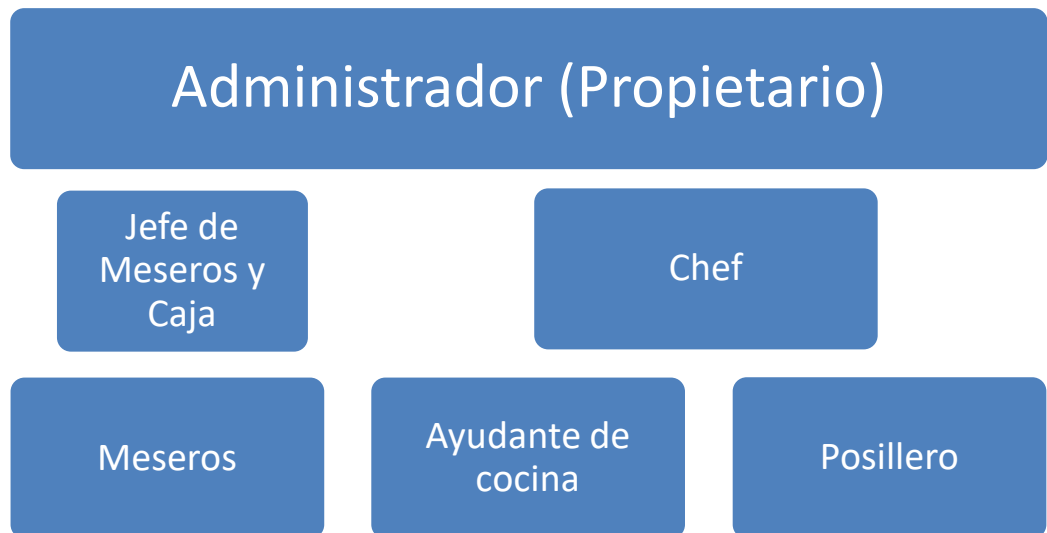 Administrador (Propietario)
Jefe de
Meseros y
Caja
Chef
Meseros
Ayudante de
cocina
Posillero